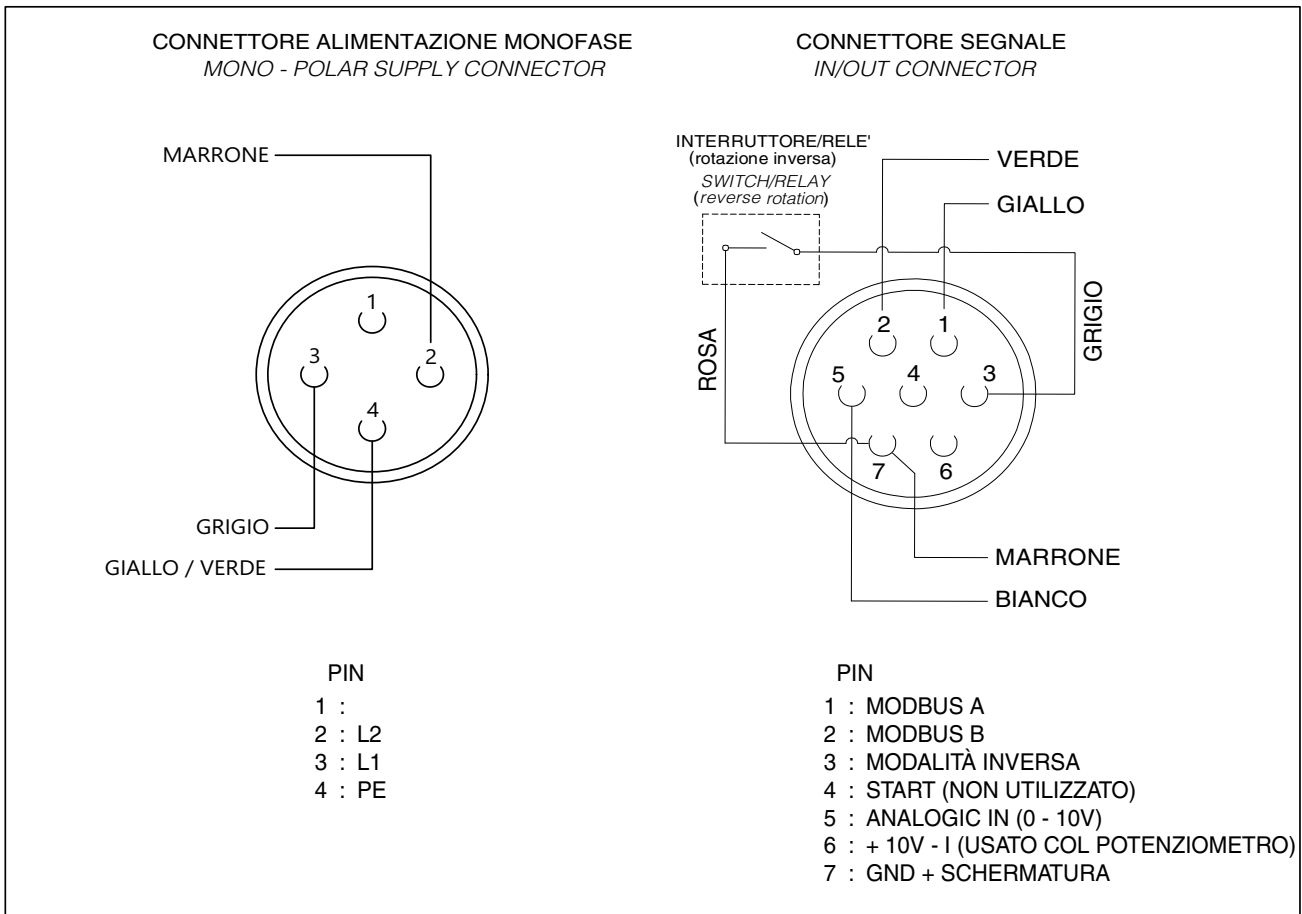 CONNETTORE ALIMENTAZIONE MONOFASE
MONO - POLAR SUPPLY CONNECTOR
MARRONE
1
3
2
4
GRIGIO
GIALLO / VERDE
PIN
1 :
2 : L2
3 : L1
4 : PE
CONNETTORE SEGNALE
IN/OUT CONNECTOR
INTERRUTTORE/RELE'
(rotazione inversa)
SWITCH/RELAY
(reverse rotation)
VERDE
GIALLO
ROSA
GRIGIO
2
1
5
4
3
7
6
MARRONE
BIANCO
PIN
1 : MODBUS A
2 : MODBUS B
3 : MODALITÀ INVERSA
4 : START (NON UTILIZZATO)
5 : ANALOGIC IN (0 - 10V)
6 : + 10V - I (USATO COL POTENZIOMETRO)
7 : GND + SCHERMATURA